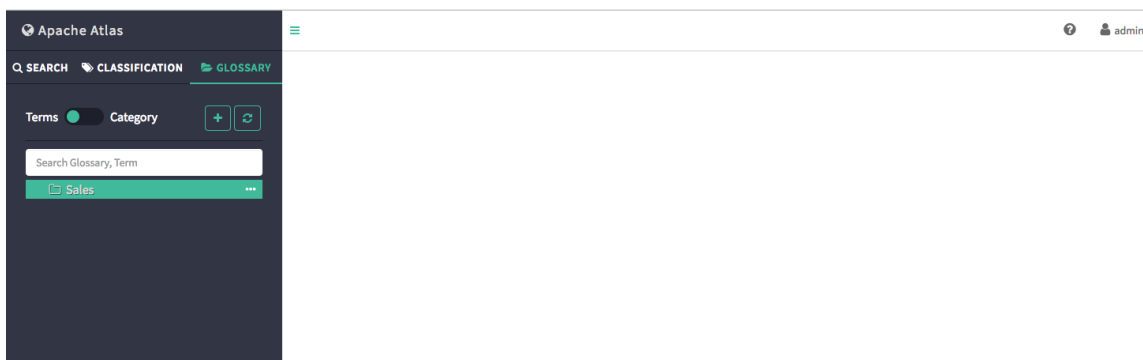 Apache Atlas
admin
SEARCH CLASSIFICATION GLOSSARY
Terms Category
Search Glossary, Term
Sales